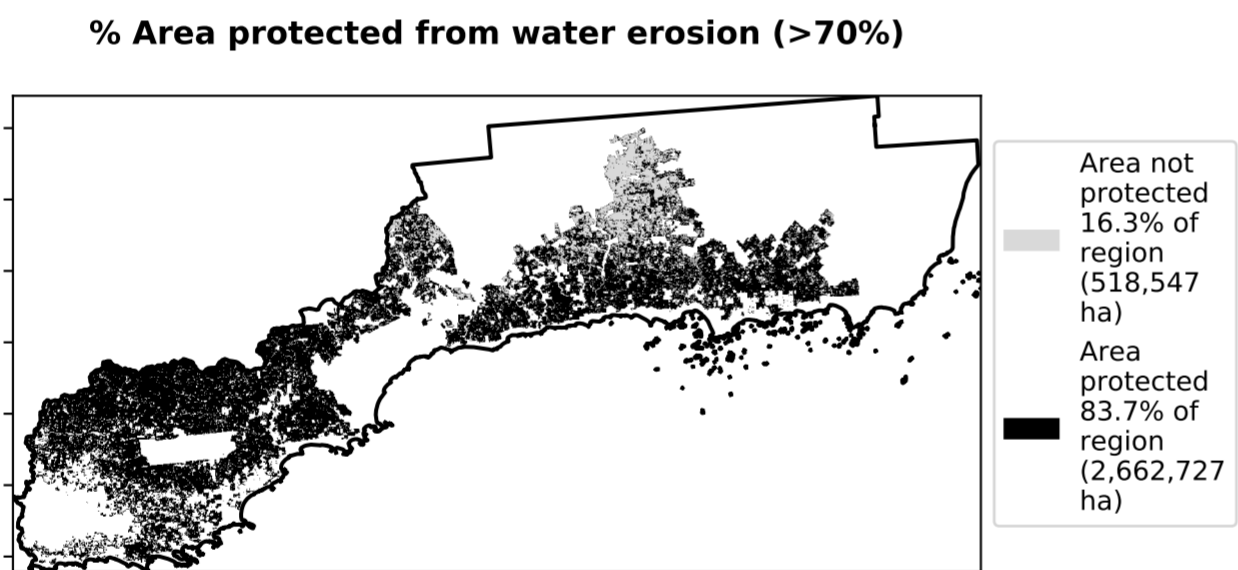 % Area protected from water erosion (>70%)
Area not
protected
16.3% of
region
(518,547
ha)
Area
protected
83.7% of
region
(2,662,727
ha)